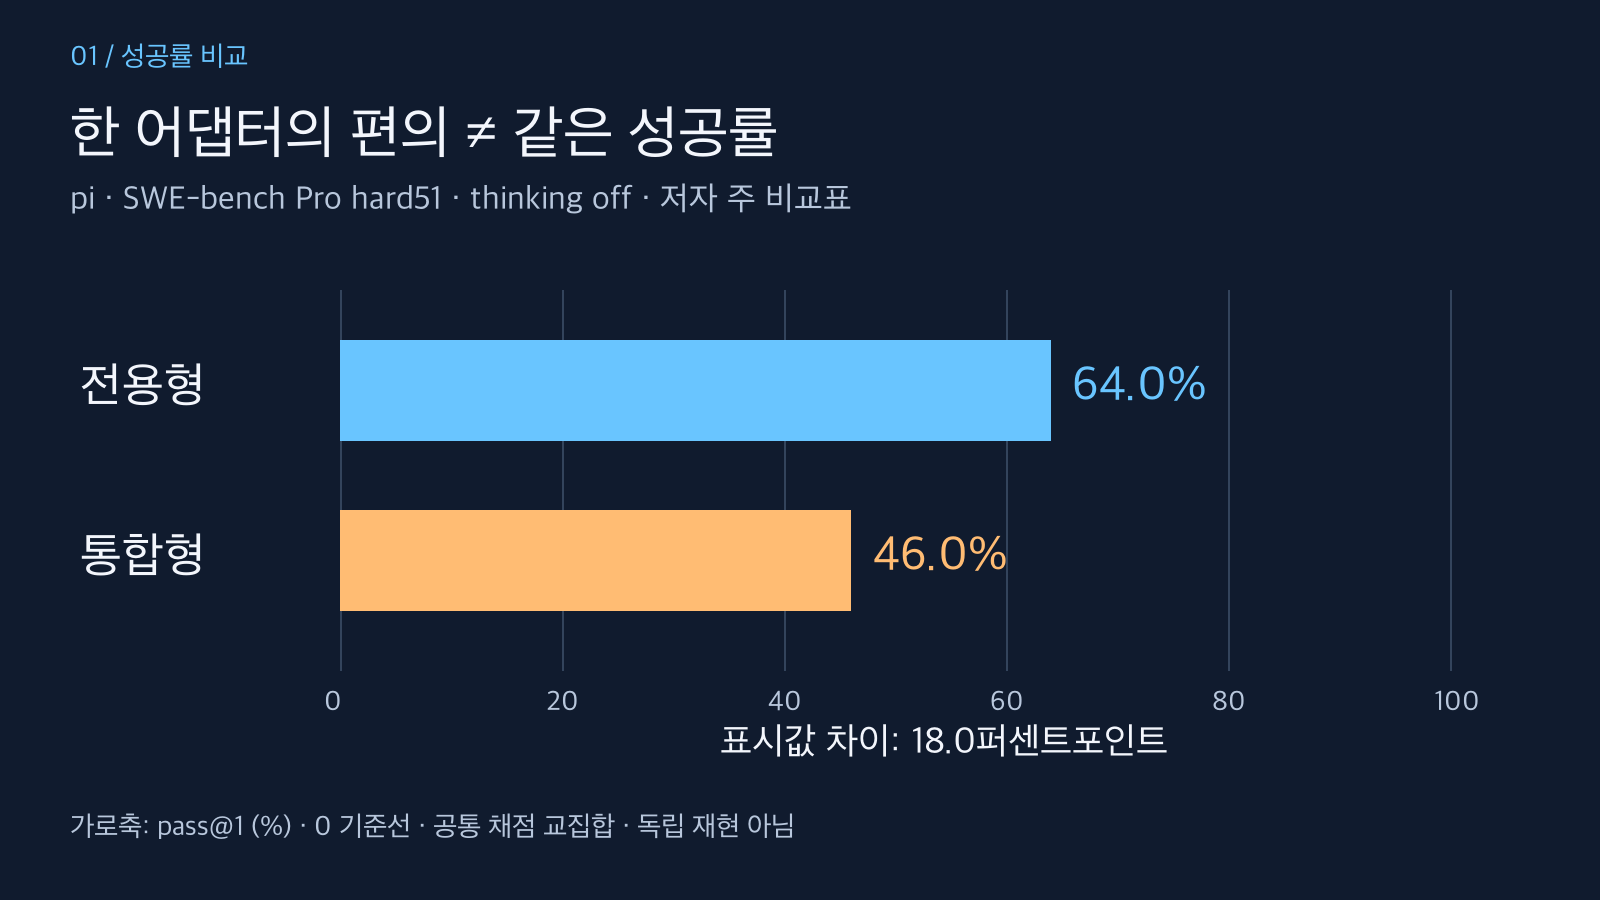 01 / 성공률 비교
한 어댑터의 편의 ≠ 같은 성공률
pi · SWE-bench Pro hard51 · thinking off · 저자 주 비교표
전용형
64.0%
통합형
46.0%
0 20 40 60 80 100
표시값 차이: 18.0퍼센트포인트
가로축: pass@1 (%) · 0 기준선 · 공통 채점 교집합 · 독립 재현 아님